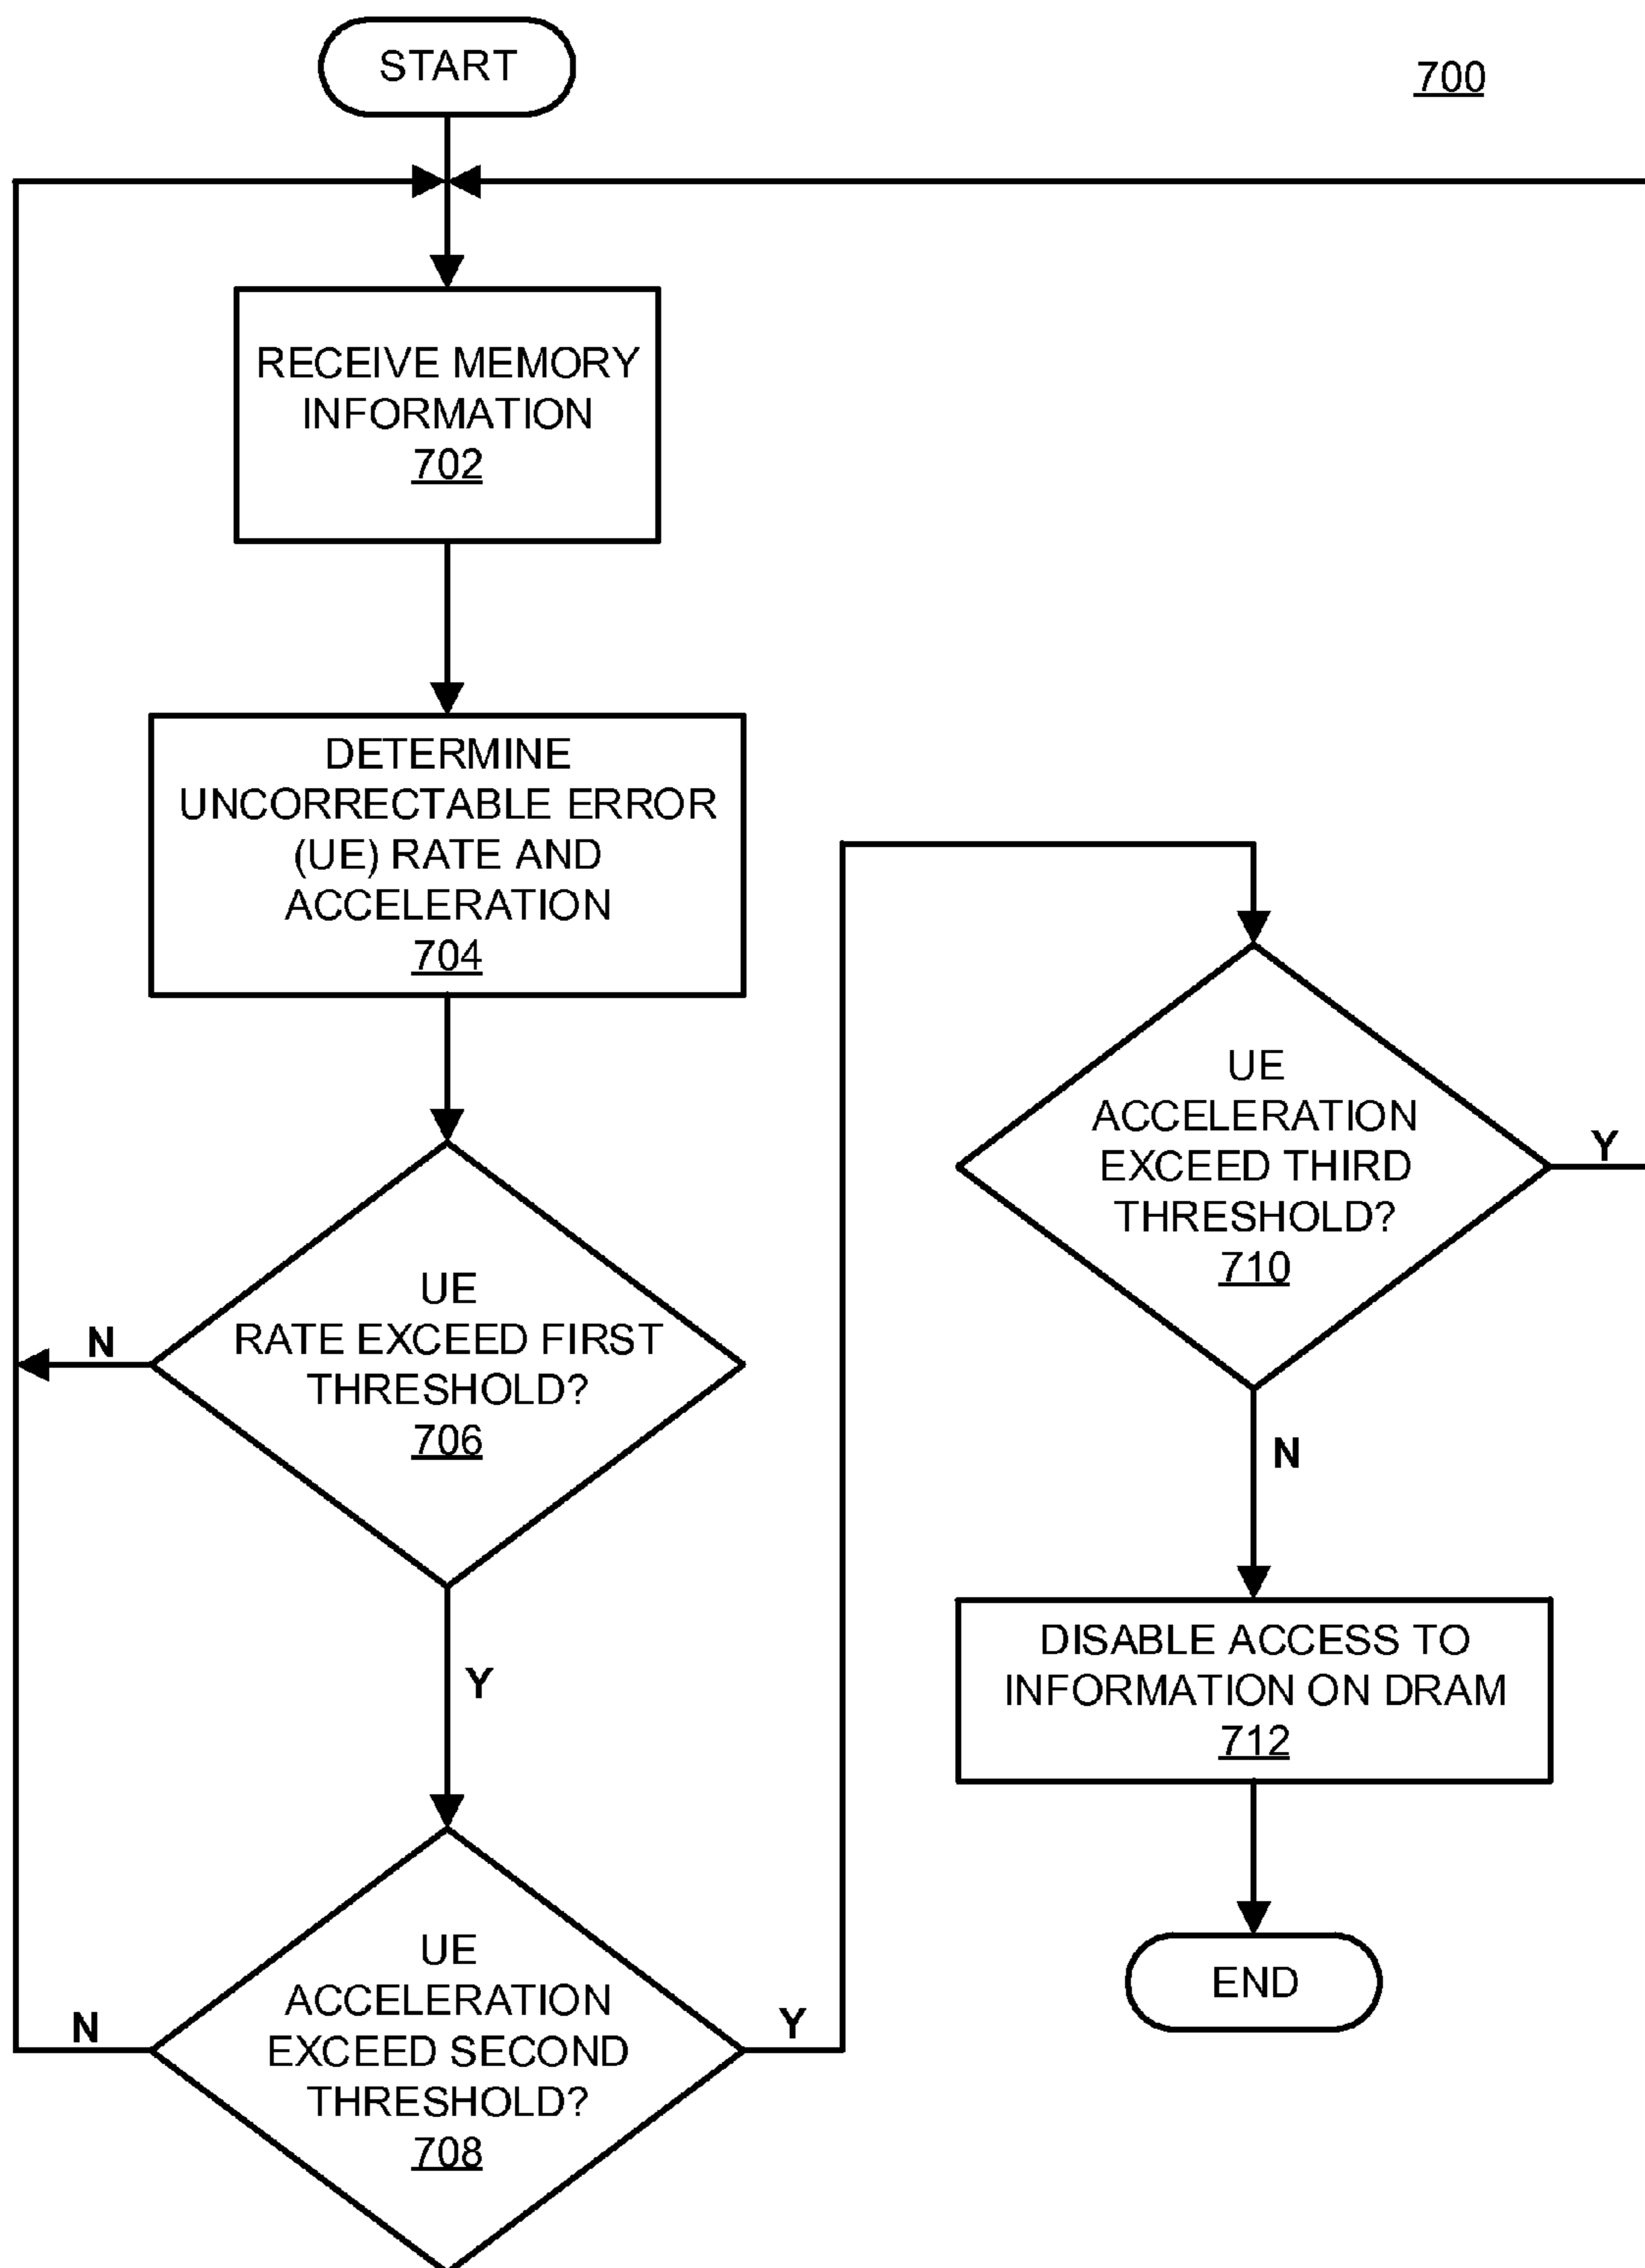 START
700
RECEIVE MEMORY
INFORMATION
702
DETERMINE
UNCORRECTABLE ERROR
(UE) RATE AND
ACCELERATION
704
UE
RATE EXCEED FIRST
THRESHOLD?
706
N
Y
UE
ACCELERATION
EXCEED SECOND
THRESHOLD?
708
N
Y
UE
ACCELERATION
EXCEED THIRD
THRESHOLD?
710
Y
N
DISABLE ACCESS TO
INFORMATION ON DRAM
712
END